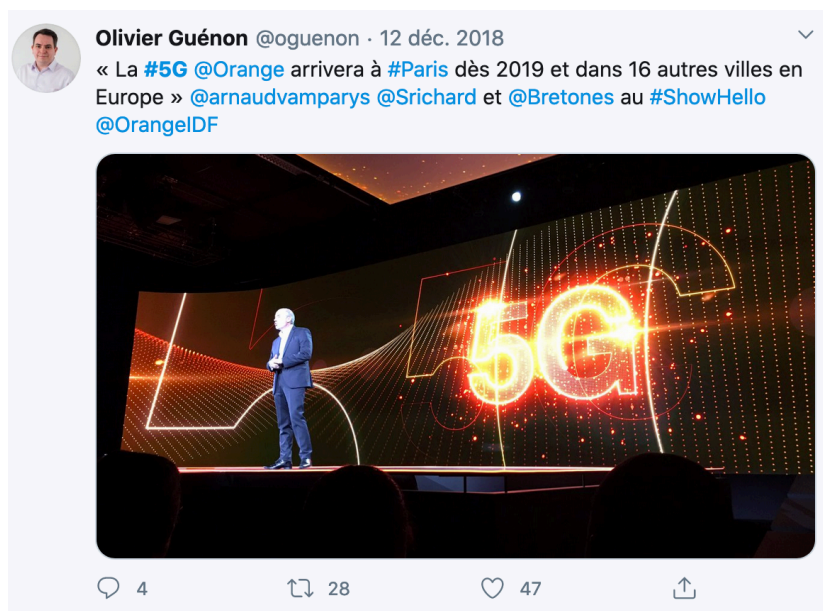 Olivier Guénon @oguenon · 12 déc. 2018
« La #5G @Orange arrivera à #Paris dès 2019 et dans 16 autres villes en
Europe » @arnaudvamparys @Srichard et @Bretones au #ShowHello
@OrangeIDF
5G
4 28 47